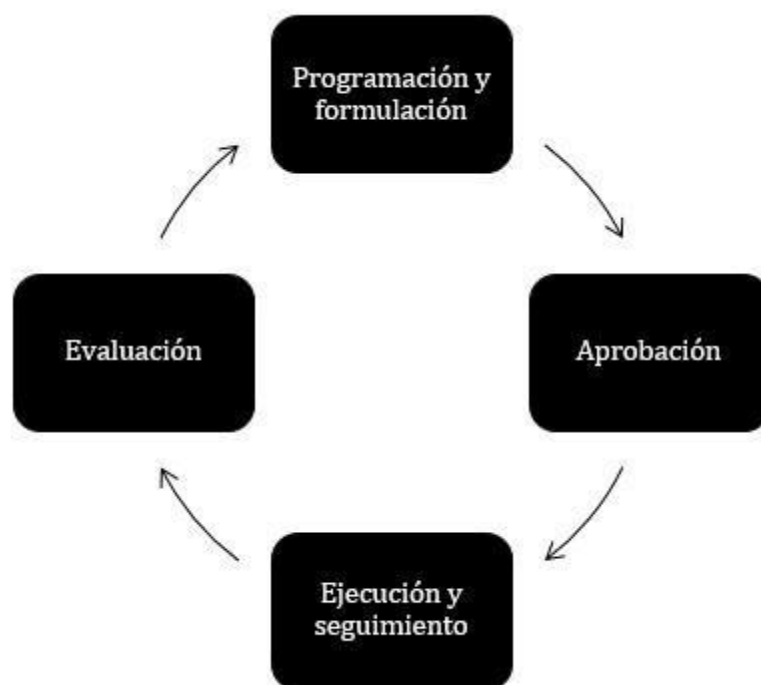 Programación y
formulación
Aprobación
Ejecución y
seguimiento
Evaluación